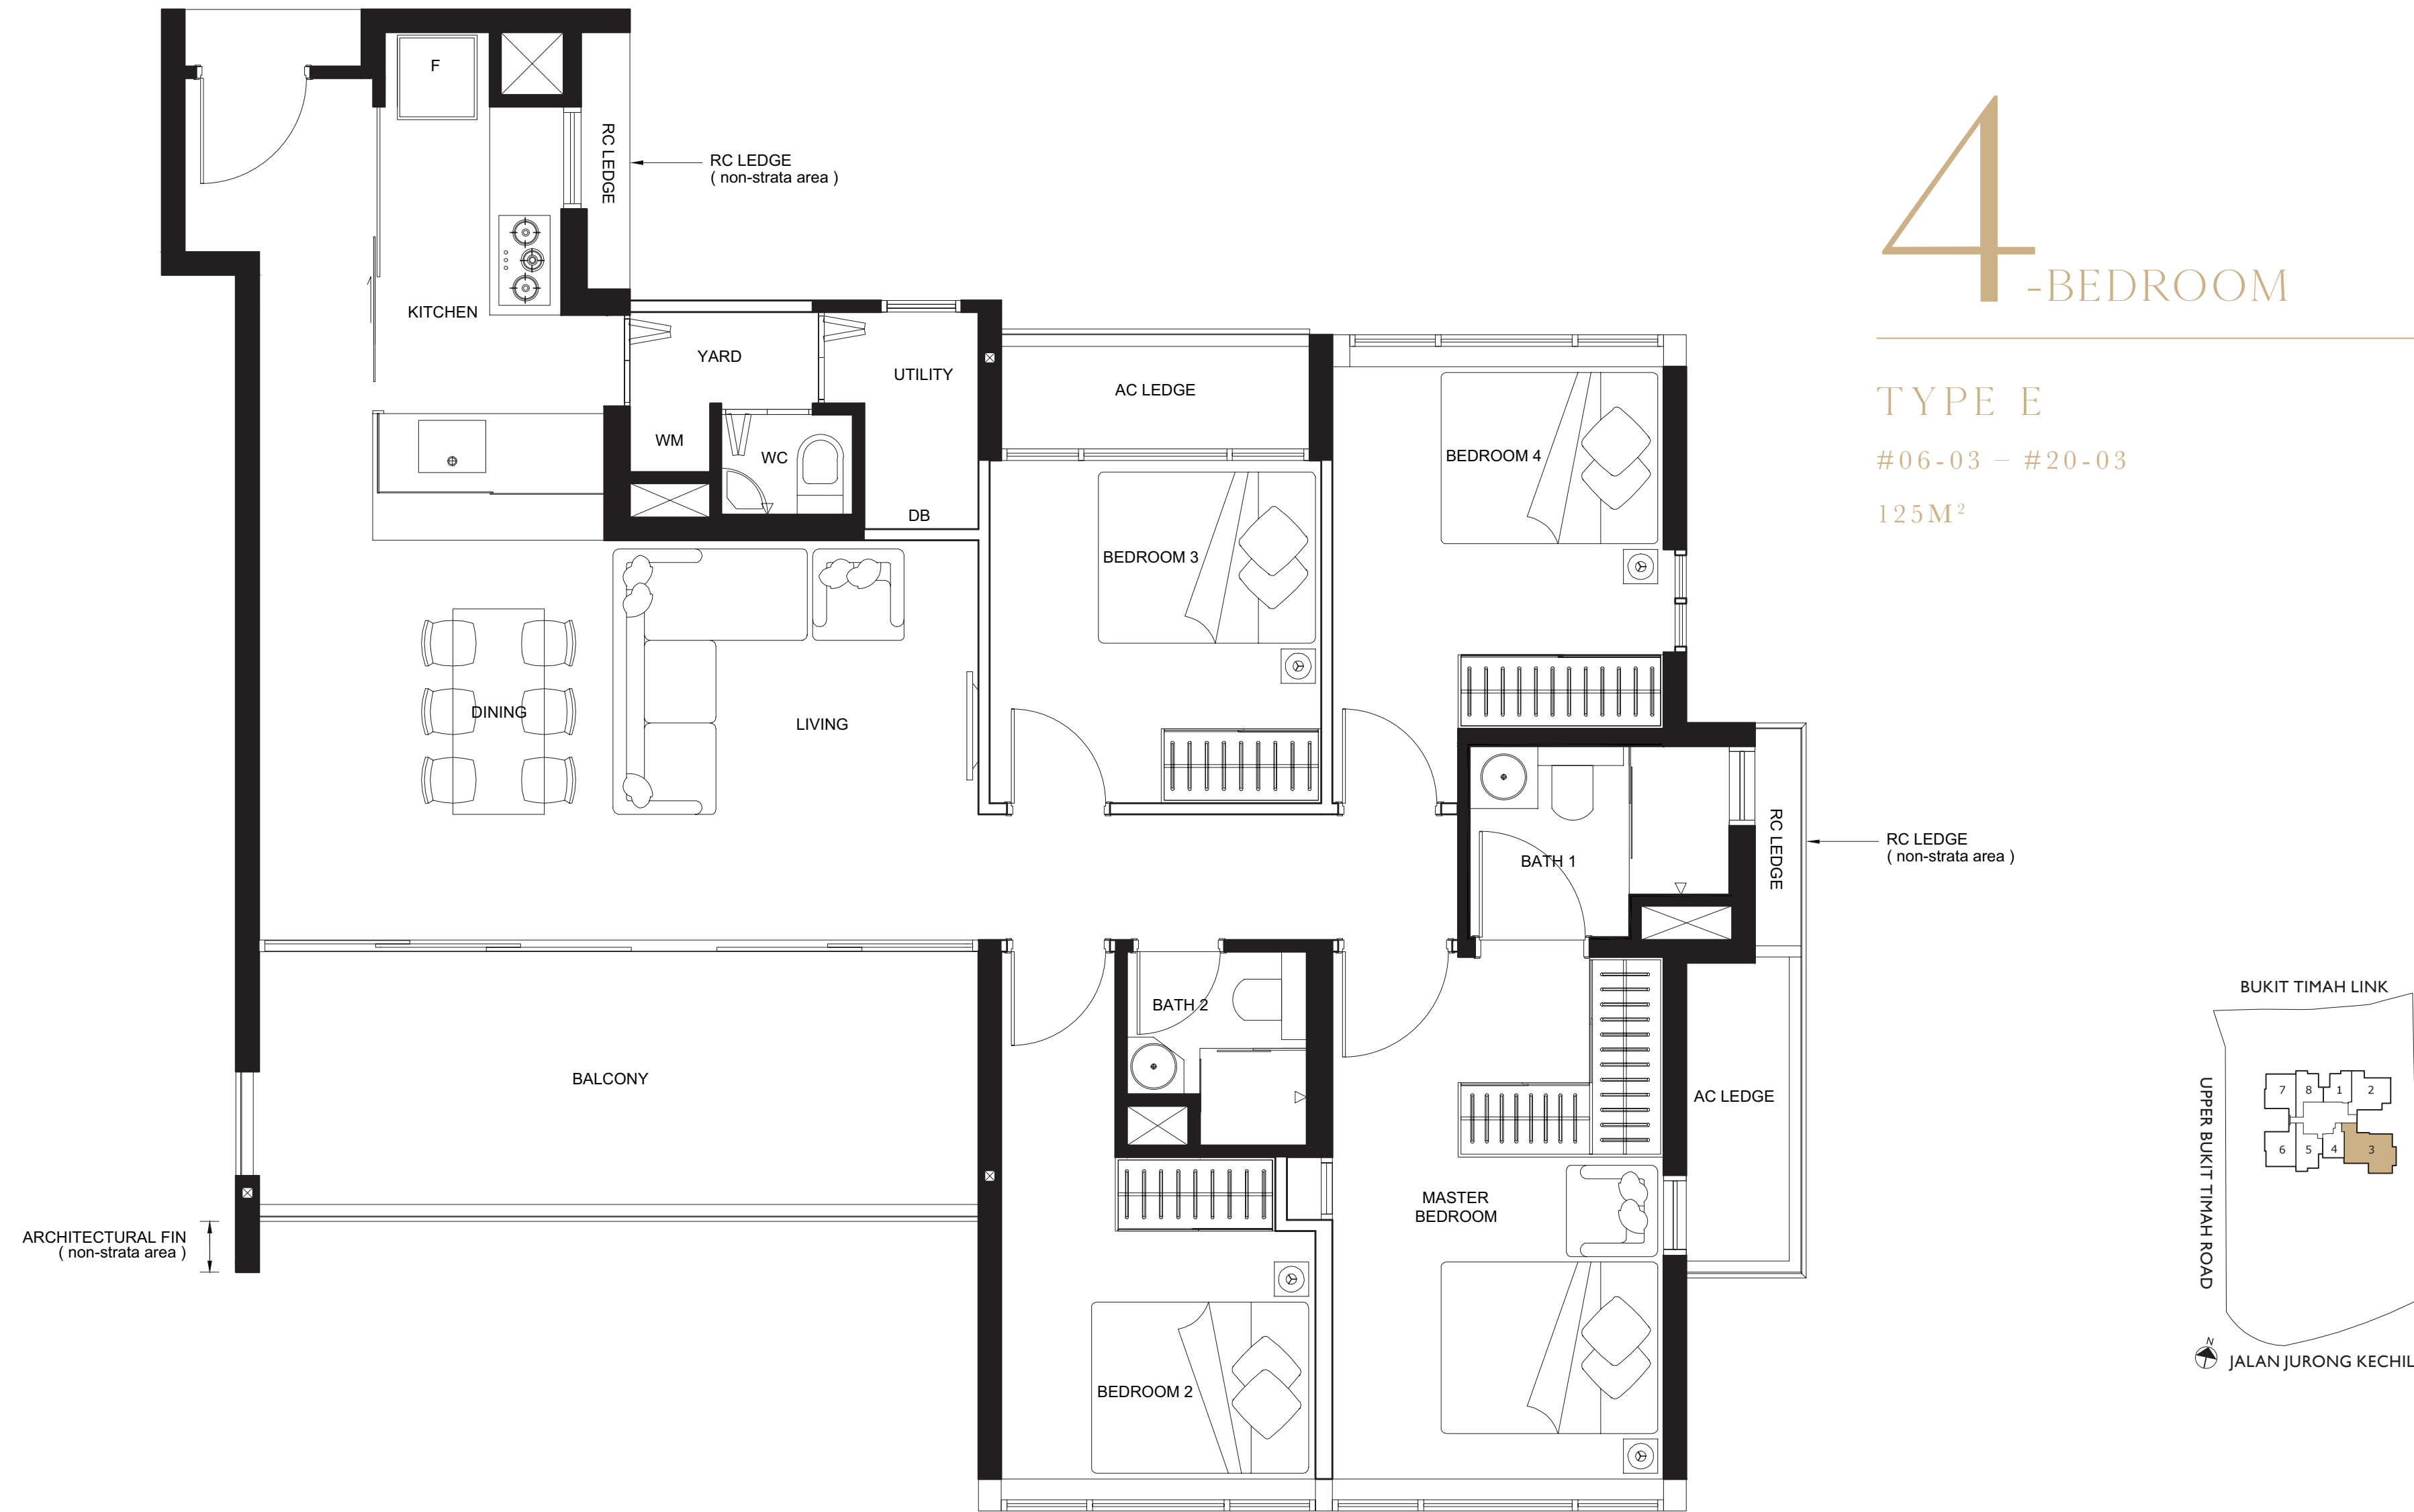 F
RC LEDGE
RC LEDGE
( non-strata area )
KITCHEN
YARD
UTILITY
AC LEDGE
WM
WC
DB
BEDROOM 3
BEDROOM 4
DINING
LIVING
BATH 1
RC LEDGE
RC LEDGE
( non-strata area )
BATH 2
BALCONY
AC LEDGE
MASTER
BEDROOM
ARCHITECTURAL FIN
( non-strata area )
BEDROOM 2
4-BEDROOM
TYPE E
#06-03 – #20-03
125M²
BUKIT TIMAH LINK
UPPER BUKIT TIMAH ROAD
7 8 1 2
6 5 4 3
N
JALAN JURONG KECHIL